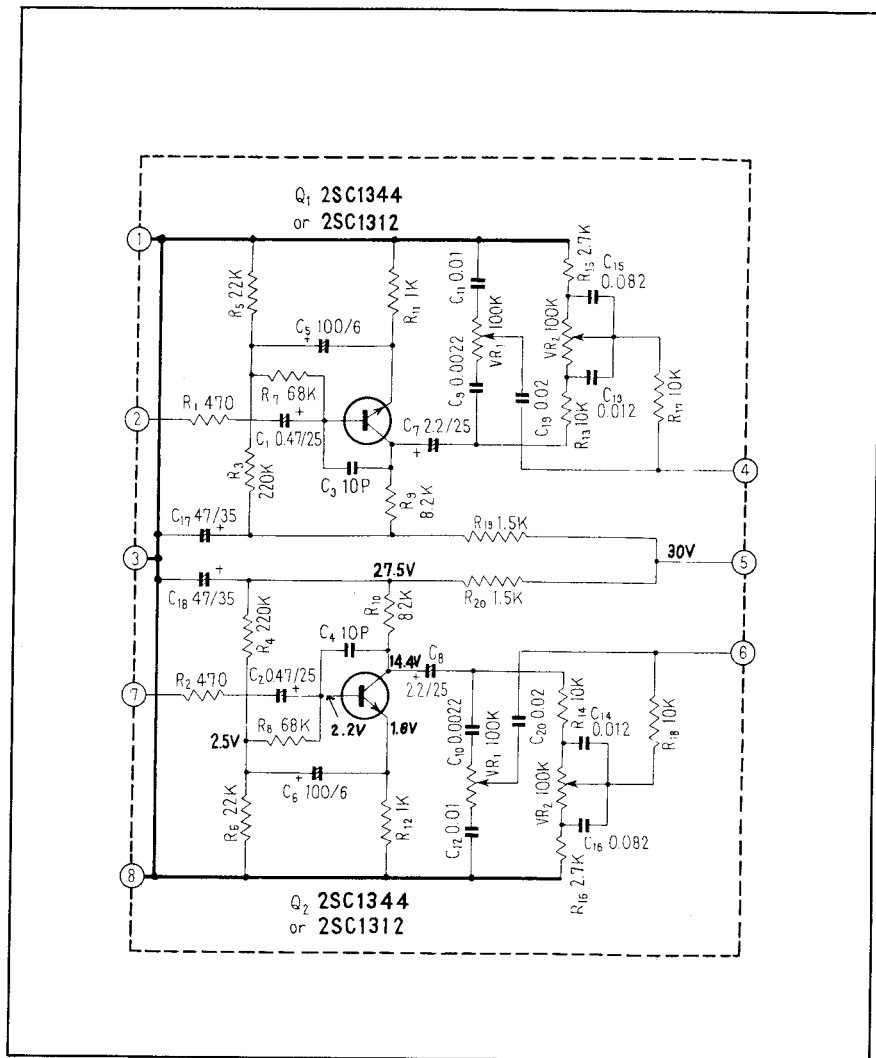 Q₁ 2SC1344
or 2SC1312
1
R₅ 22K
R₁₁ 1K
C₁₁ 0.01
R₁₅ 2.7K
C₁₅
0.082
C₅ 100/6
+
VR₁ 100K
VR₂ 100K
R₇ 68K
C₉ 0.0022
C₁₉ 0.02
C₁₃
0.012
R₁₇ 10K
R₁ 470
2
C₁ 0.47/25
+
C₇ 2.2/25
+
R₁₃ 10K
R₃
220K
C₃ 10P
R₉
8.2K
4
C₁₇ 47/35
+
R₁₉ 1.5K
30V
3
5
27.5V
C₁₈ 47/35
+
R₂₀ 1.5K
R₁₀
8.2K
R₄ 220K
C₄ 10P
14.4V
C₈
+
2.2/25
6
R₂ 470
C₂ 0.47/25
+
7
R₈ 68K
2.5V
2.2V
1.8V
C₁₀ 0.0022
VR₁ 100K
C₂₀ 0.02
R₁₄ 10K
C₁₄
0.012
R₁₈ 10K
+
C₆ 100/6
VR₂ 100K
R₆ 22K
R₁₂ 1K
C₁₂ 0.01
C₁₆ 0.082
8
R₁₆ 2.7K
Q₂ 2SC1344
or 2SC1312